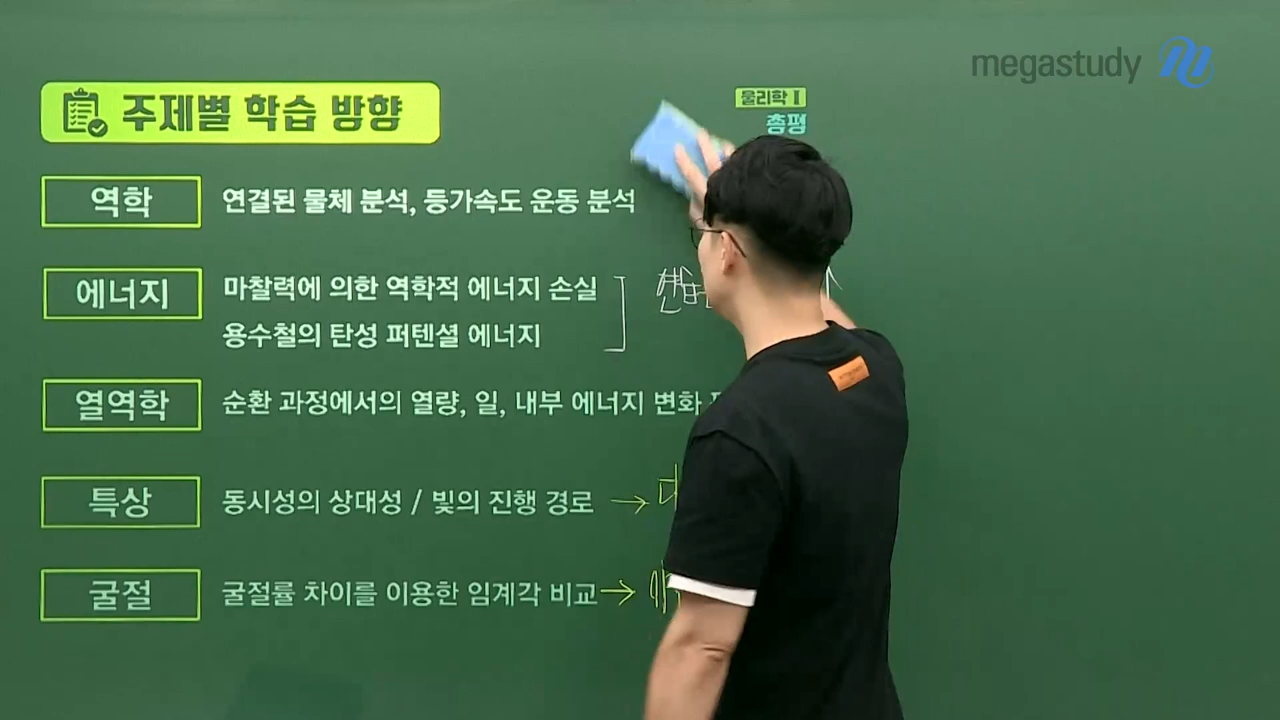 megastudy
물리학 I
총평
주제별 학습 방향
역학
연결된 물체 분석, 등가속도 운동 분석
에너지
마찰력에 의한 역학적 에너지 손실
용수철의 탄성 퍼텐셜 에너지
열역학
순환 과정에서의 열량, 일, 내부 에너지 변화
특상
동시성의 상대성 / 빛의 진행 경로 →
굴절
굴절률 차이를 이용한 임계각 비교 →